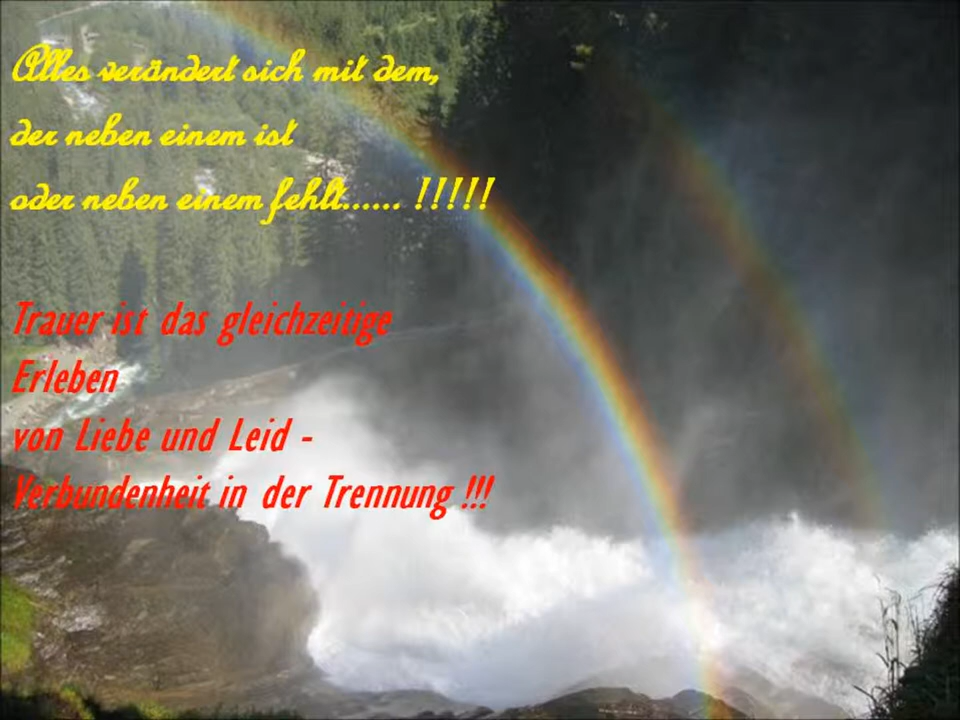 Alles verändert sich mit dem,
der neben einem ist
oder neben einem fehlt...... !!!!!
Trauer ist das gleichzeitige
Erleben
von Liebe und Leid -
Verbundenheit in der Trennung !!!